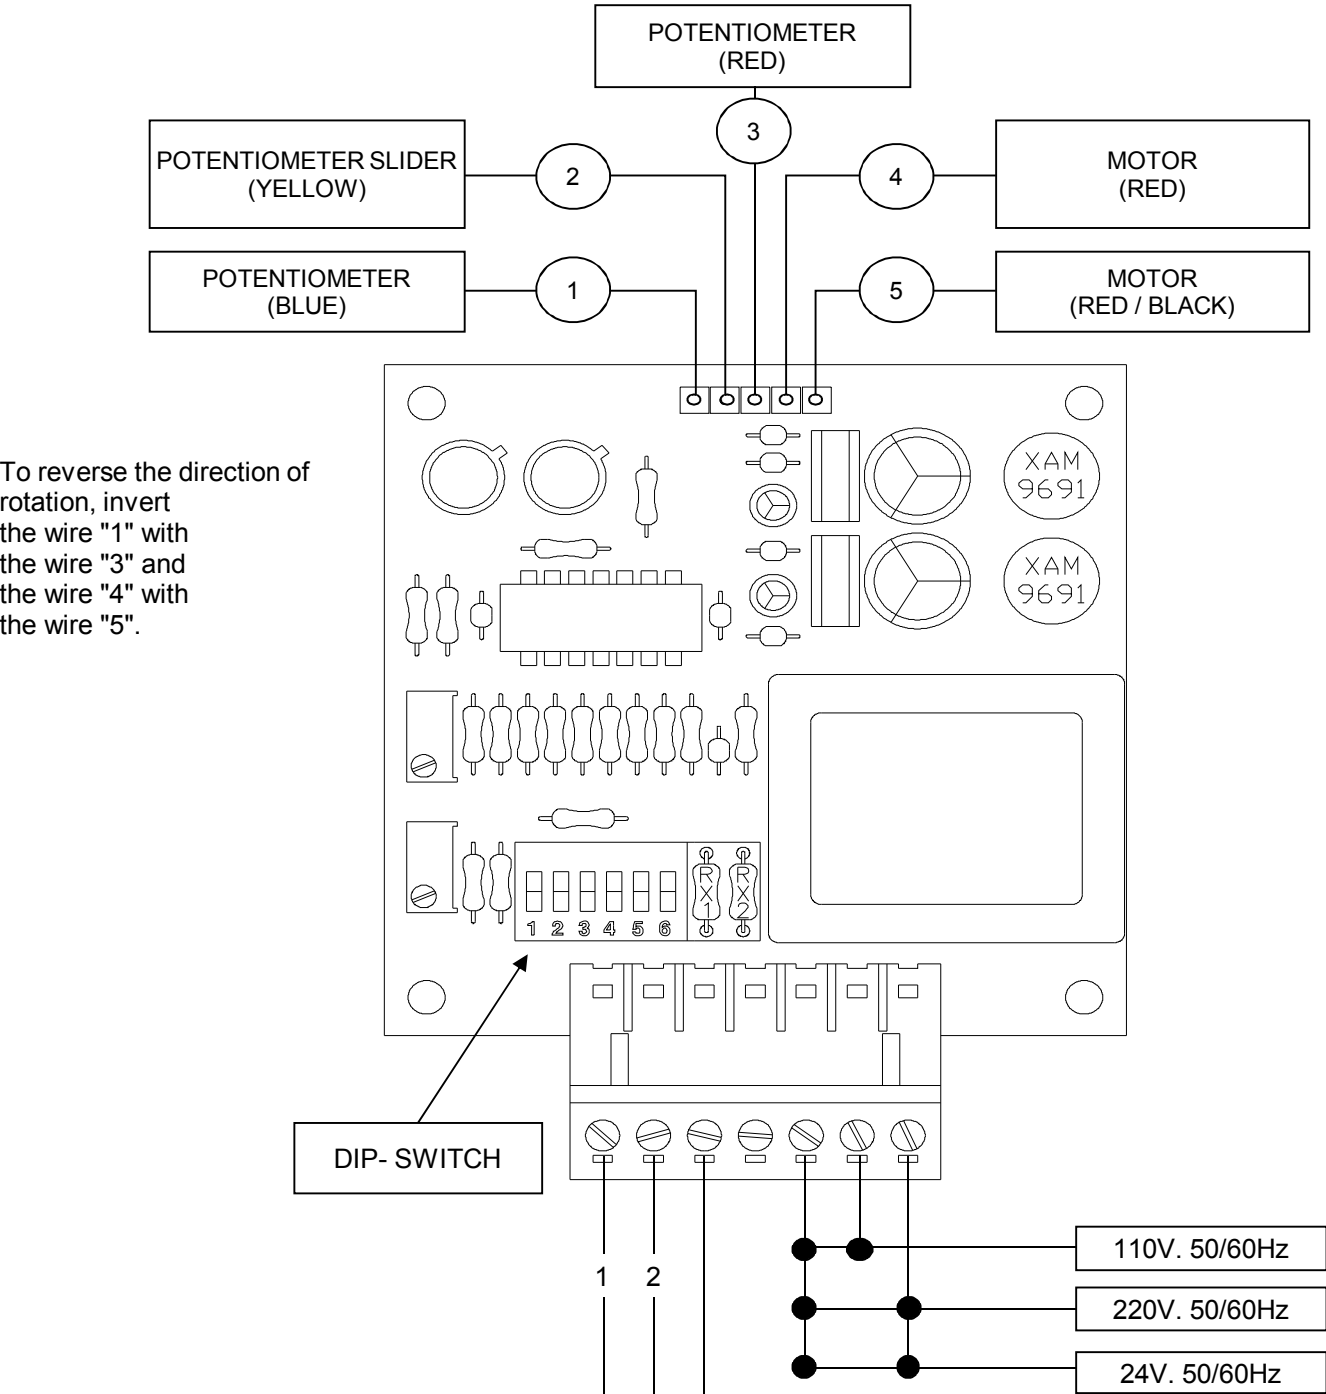 POTENTIOMETER
(RED)
3
POTENTIOMETER SLIDER
(YELLOW)
2
4
MOTOR
(RED)
POTENTIOMETER
(BLUE)
1
5
MOTOR
(RED / BLACK)
To reverse the direction of
rotation, invert
the wire "1" with
the wire "3" and
the wire "4" with
the wire "5".
XAM
9691
XAM
9691
RX1
RX2
1 2 3 4 5 6
DIP- SWITCH
1 2
110V. 50/60Hz
220V. 50/60Hz
24V. 50/60Hz